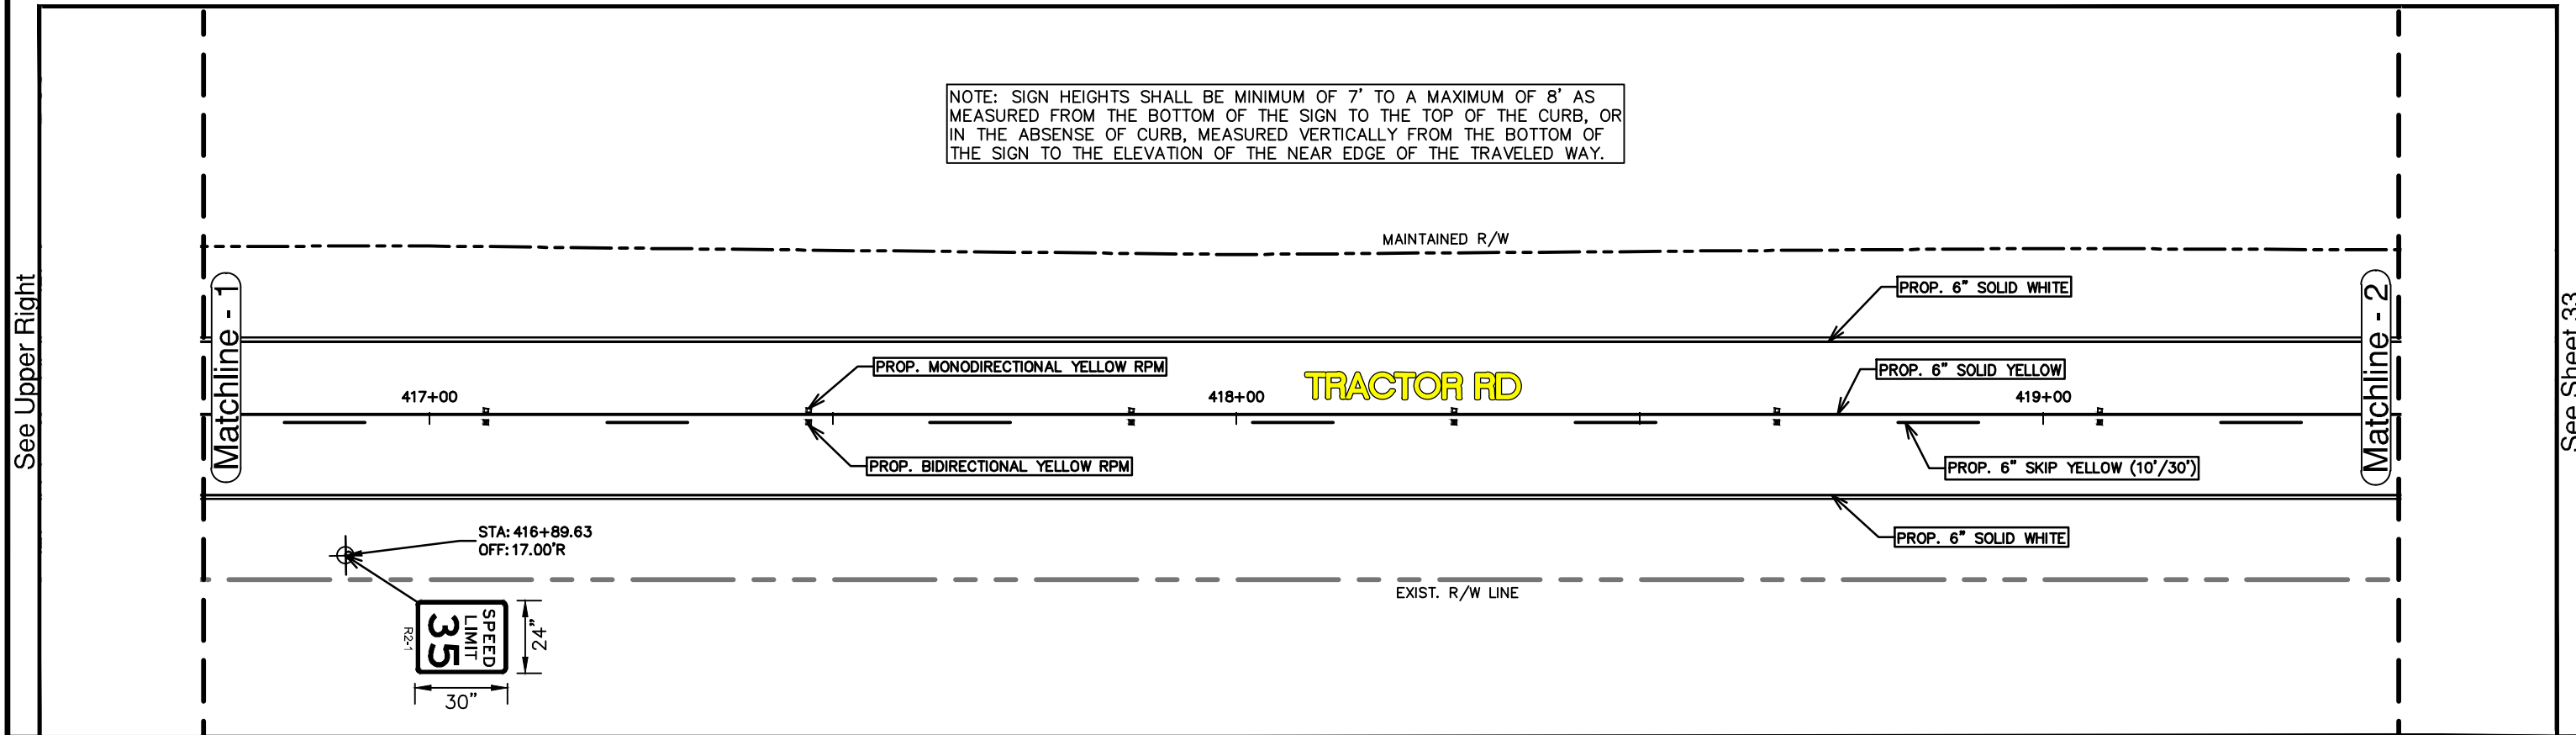 NOTE: SIGN HEIGHTS SHALL BE MINIMUM OF 7' TO A MAXIMUM OF 8' AS
MEASURED FROM THE BOTTOM OF THE SIGN TO THE TOP OF THE CURB, OR
IN THE ABSENSE OF CURB, MEASURED VERTICALLY FROM THE BOTTOM OF
THE SIGN TO THE ELEVATION OF THE NEAR EDGE OF THE TRAVELED WAY.
MAINTAINED R/W
See Upper Right
Matchline - 1
PROP. 6" SOLID WHITE
Matchline - 2
See Sheet 33
PROP. MONODIRECTIONAL YELLOW RPM
TRACTOR RD
PROP. 6" SOLID YELLOW
417+00
418+00
419+00
PROP. BIDIRECTIONAL YELLOW RPM
PROP. 6" SKIP YELLOW (10'/30')
STA: 416+89.63
OFF: 17.00'R
PROP. 6" SOLID WHITE
EXIST. R/W LINE
SPEED
LIMIT
35
R2-1
24"
30"